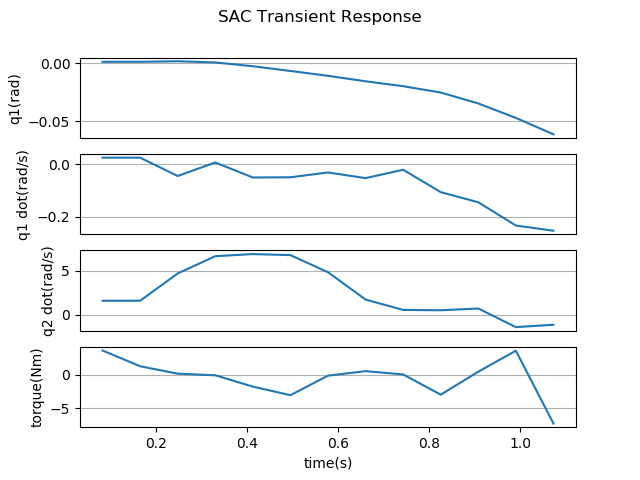 SAC Transient Response
0.00
−0.05
q1(rad)
0.0
−0.2
q1 dot(rad/s)
5
0
q2 dot(rad/s)
0
−5
torque(Nm)
0.2 0.4 0.6 0.8 1.0
time(s)